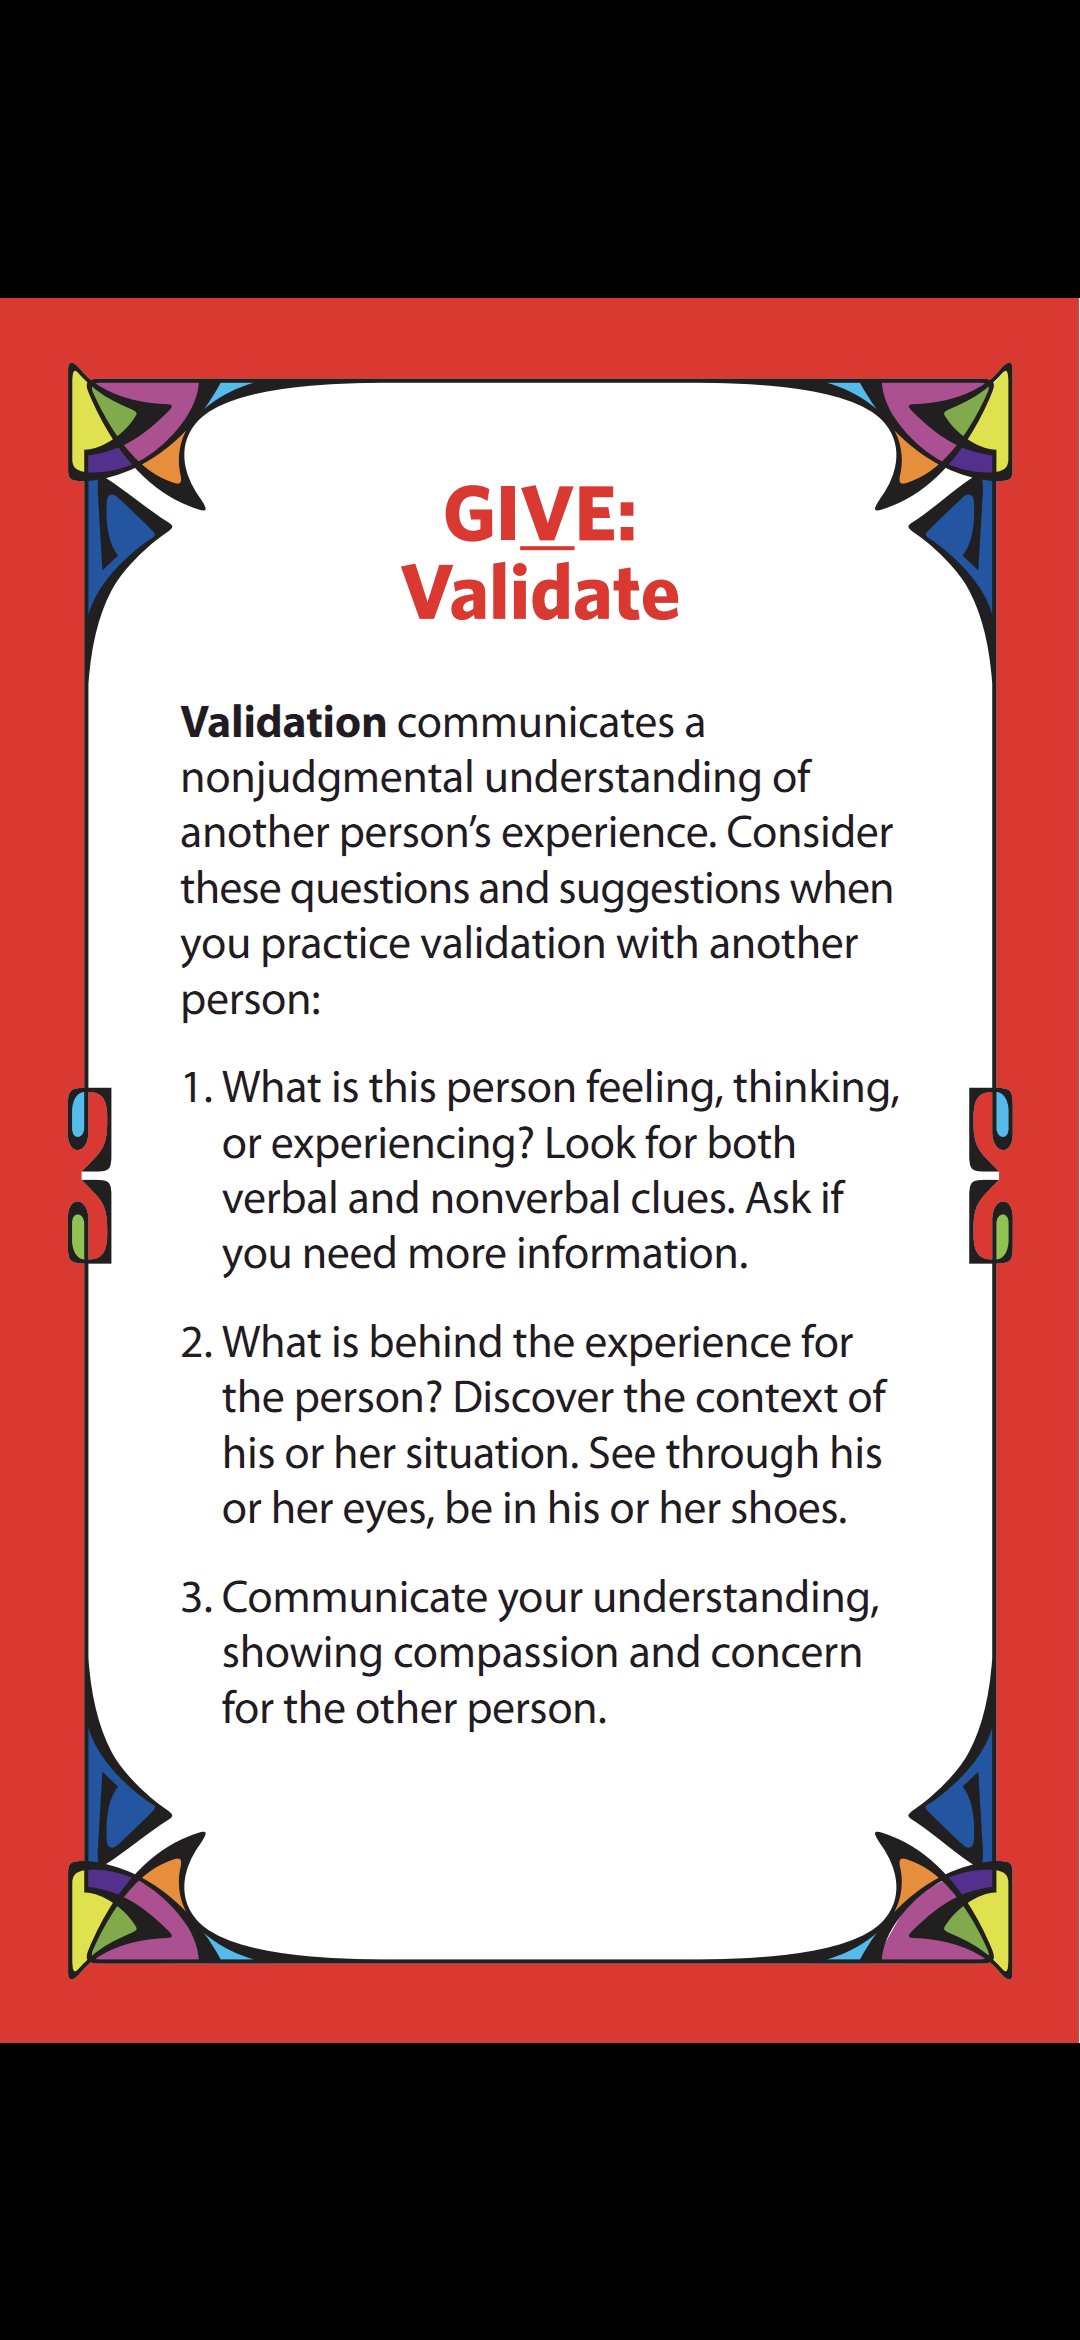 GIVE:
Validate
Validation communicates a
nonjudgmental understanding of
another person’s experience. Consider
these questions and suggestions when
you practice validation with another
person:
1. What is this person feeling, thinking,
or experiencing? Look for both
verbal and nonverbal clues. Ask if
you need more information.
2. What is behind the experience for
the person? Discover the context of
his or her situation. See through his
or her eyes, be in his or her shoes.
3. Communicate your understanding,
showing compassion and concern
for the other person.